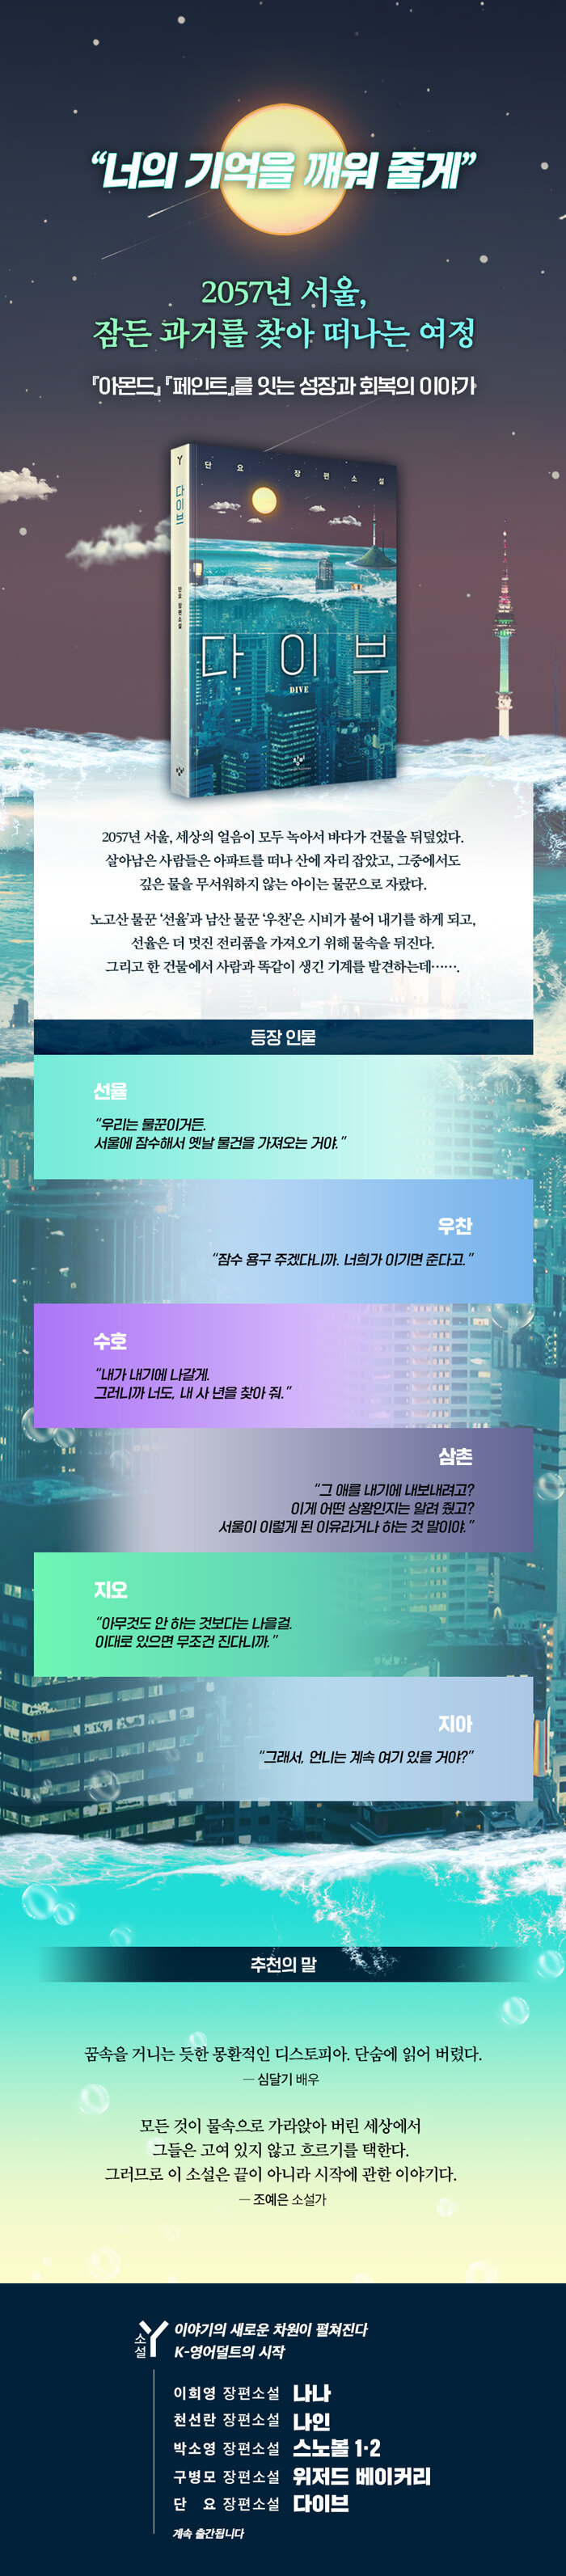 “너의 기억을 깨워 줄게”
2057년 서울,
잠든 과거를 찾아 떠나는 여정
『아몬드』『페인트』를 잇는 성장과 회복의 이야기
다이브
단요 장편소설
단 요 장 편 소 설
다이브
DIVE
창비
2057년 서울, 세상의 얼음이 모두 녹아서 바다가 건물을 뒤덮었다.
살아남은 사람들은 아파트를 떠나 산에 자리 잡았고, 그중에서도
깊은 물을 무서워하지 않는 아이는 물꾼으로 자랐다.
노고산 물꾼 ‘선율’과 남산 물꾼 ‘우찬’은 시비가 붙어 내기를 하게 되고,
선율은 더 멋진 전리품을 가져오기 위해 물속을 뒤진다.
그리고 한 건물에서 사람과 똑같이 생긴 기계를 발견하는데…….
등장 인물
선율
“우리는 물꾼이거든.
서울에 잠수해서 옛날 물건을 가져오는 거야.”
우찬
“잠수 용구 주겠다니까. 너희가 이기면 준다고.”
수호
“내가 내기에 나갈게.
그러니까 너도, 내 사 년을 찾아 줘.”
삼촌
“그 애를 내기에 내보내려고?
이게 어떤 상황인지는 알려 줬고?
서울이 이렇게 된 이유라거나 하는 것 말이야.”
지오
“아무것도 안 하는 것보다는 나을걸.
이대로 있으면 무조건 진다니까.”
지아
“그래서, 언니는 계속 여기 있을 거야?”
추천의 말
꿈속을 거니는 듯한 몽환적인 디스토피아. 단숨에 읽어 버렸다.
— 심달기 배우
모든 것이 물속으로 가라앉아 버린 세상에서
그들은 고여 있지 않고 흐르기를 택한다.
그러므로 이 소설은 끝이 아니라 시작에 관한 이야기다.
— 조예은 소설가
소설Y
이야기의 새로운 차원이 펼쳐진다
K-영어덜트의 시작
이희영 장편소설 나나
천선란 장편소설 나인
박소영 장편소설 스노볼 1·2
구병모 장편소설 위저드 베이커리
단 요 장편소설 다이브
계속 출간됩니다